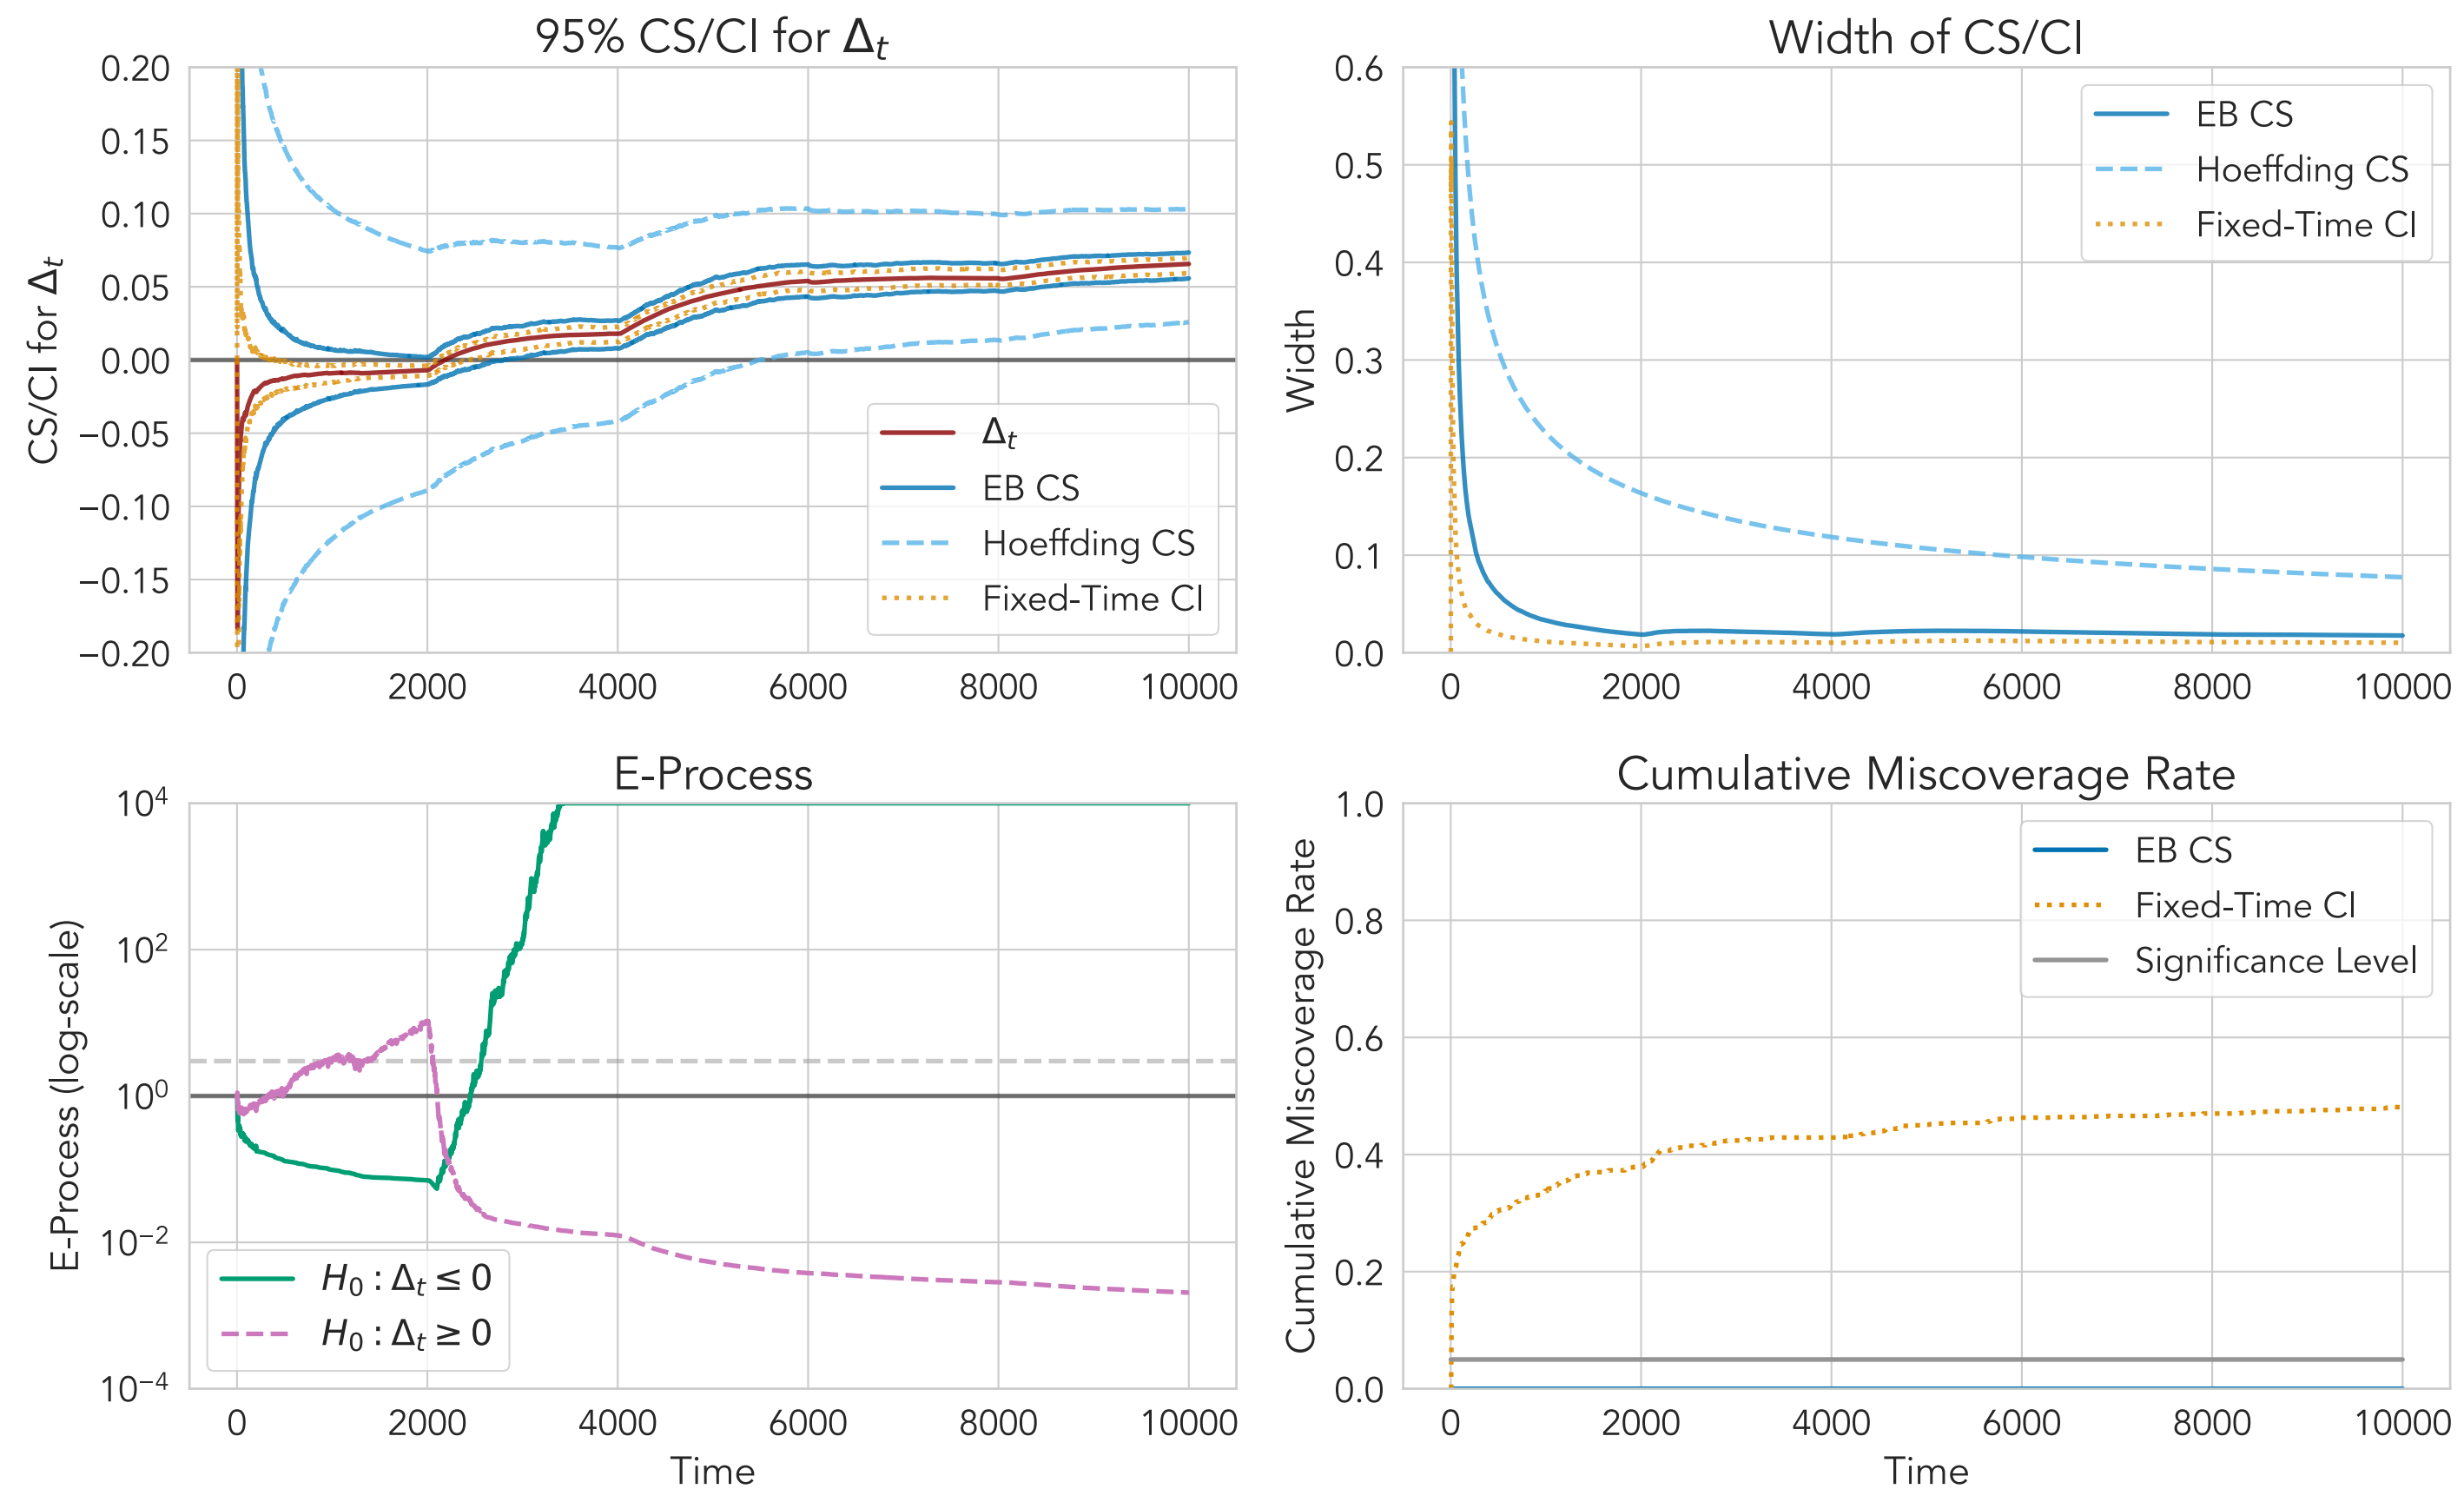 95% CS/CI for Δt
CS/CI for Δt
0.20
0.15
0.10
0.05
0.00
−0.05
−0.10
−0.15
−0.20
0 2000 4000 6000 8000 10000
Δt
EB CS
Hoeffding CS
Fixed-Time CI
Width of CS/CI
Width
0.6
0.5
0.4
0.3
0.2
0.1
0.0
0 2000 4000 6000 8000 10000
EB CS
Hoeffding CS
Fixed-Time CI
E-Process
E-Process (log-scale)
10⁴
10²
10⁰
10⁻²
10⁻⁴
0 2000 4000 6000 8000 10000
Time
H₀ : Δt ≤ 0
H₀ : Δt ≥ 0
Cumulative Miscoverage Rate
Cumulative Miscoverage Rate
1.0
0.8
0.6
0.4
0.2
0.0
0 2000 4000 6000 8000 10000
Time
EB CS
Fixed-Time CI
Significance Level